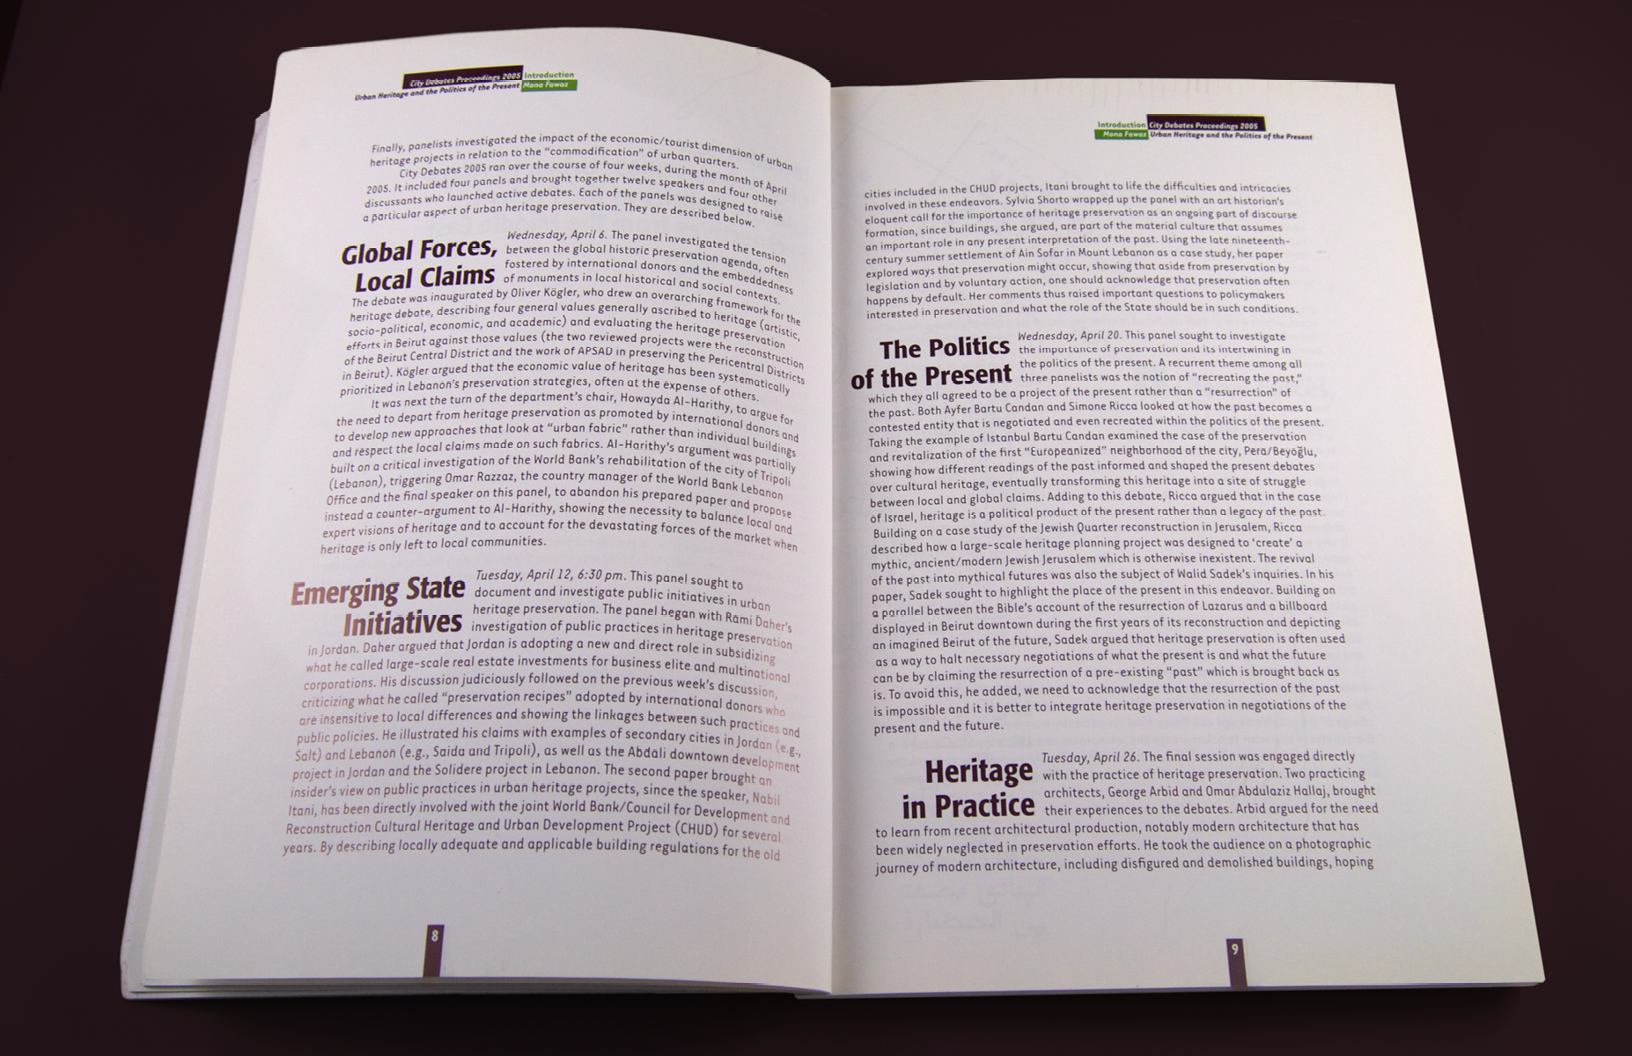 City Debates Proceedings 2005 Introduction
Urban Heritage and the Politics of the Present Mona Fawaz
Finally, panelists investigated the impact of the economic/tourist dimension of urban
heritage projects in relation to the “commodification” of urban quarters.
City Debates 2005 ran over the course of four weeks, during the month of April
2005. It included four panels and brought together twelve speakers and four other
discussants who launched active debates. Each of the panels was designed to raise
a particular aspect of urban heritage preservation. They are described below.
Global Forces,
Local Claims
Wednesday, April 6. The panel investigated the tension
between the global historic preservation agenda, often
fostered by international donors and the embeddedness
of monuments in local historical and social contexts.
The debate was inaugurated by Oliver Kögler, who drew an overarching framework for the
heritage debate, describing four general values generally ascribed to heritage (artistic,
socio-political, economic, and academic) and evaluating the heritage preservation
efforts in Beirut against those values (the two reviewed projects were the reconstruction
of the Beirut Central District and the work of APSAD in preserving the Pericentral Districts
in Beirut). Kögler argued that the economic value of heritage has been systematically
prioritized in Lebanon's preservation strategies, often at the expense of others.
It was next the turn of the department's chair, Howayda Al-Harithy, to argue for
the need to depart from heritage preservation as promoted by international donors and
to develop new approaches that look at “urban fabric” rather than individual buildings
and respect the local claims made on such fabrics. Al-Harithy's argument was partially
built on a critical investigation of the World Bank's rehabilitation of the city of Tripoli
(Lebanon), triggering Omar Razzaz, the country manager of the World Bank Lebanon
Office and the final speaker on this panel, to abandon his prepared paper and propose
instead a counter-argument to Al-Harithy, showing the necessity to balance local and
expert visions of heritage and to account for the devastating forces of the market when
heritage is only left to local communities.
Emerging State
Initiatives
Tuesday, April 12, 6:30 pm. This panel sought to
document and investigate public initiatives in urban
heritage preservation. The panel began with Rami Daher's
investigation of public practices in heritage preservation
in Jordan. Daher argued that Jordan is adopting a new and direct role in subsidizing
what he called large-scale real estate investments for business elite and multinational
corporations. His discussion judiciously followed on the previous week's discussion,
criticizing what he called “preservation recipes” adopted by international donors who
are insensitive to local differences and showing the linkages between such practices and
public policies. He illustrated his claims with examples of secondary cities in Jordan (e.g.,
Salt) and Lebanon (e.g., Saida and Tripoli), as well as the Abdali downtown development
project in Jordan and the Solidere project in Lebanon. The second paper brought an
insider's view on public practices in urban heritage projects, since the speaker, Nabil
Itani, has been directly involved with the joint World Bank/Council for Development and
Reconstruction Cultural Heritage and Urban Development Project (CHUD) for several
years. By describing locally adequate and applicable building regulations for the old
8
Introduction City Debates Proceedings 2005
Mona Fawaz Urban Heritage and the Politics of the Present
cities included in the CHUD projects, Itani brought to life the difficulties and intricacies
involved in these endeavors. Sylvia Shorto wrapped up the panel with an art historian's
eloquent call for the importance of heritage preservation as an ongoing part of discourse
formation, since buildings, she argued, are part of the material culture that assumes
an important role in any present interpretation of the past. Using the late nineteenth-
century summer settlement of Ain Sofar in Mount Lebanon as a case study, her paper
explored ways that preservation might occur, showing that aside from preservation by
legislation and by voluntary action, one should acknowledge that preservation often
happens by default. Her comments thus raised important questions to policymakers
interested in preservation and what the role of the State should be in such conditions.
The Politics
of the Present
Wednesday, April 20. This panel sought to investigate
the importance of preservation and its intertwining in
the politics of the present. A recurrent theme among all
three panelists was the notion of “recreating the past,”
which they all agreed to be a project of the present rather than a “resurrection” of
the past. Both Ayfer Bartu Candan and Simone Ricca looked at how the past becomes a
contested entity that is negotiated and even recreated within the politics of the present.
Taking the example of Istanbul Bartu Candan examined the case of the preservation
and revitalization of the first “Europeanized” neighborhood of the city, Pera/Beyoğlu,
showing how different readings of the past informed and shaped the present debates
over cultural heritage, eventually transforming this heritage into a site of struggle
between local and global claims. Adding to this debate, Ricca argued that in the case
of Israel, heritage is a political product of the present rather than a legacy of the past.
Building on a case study of the Jewish Quarter reconstruction in Jerusalem, Ricca
described how a large-scale heritage planning project was designed to ‘create’ a
mythic, ancient/modern Jewish Jerusalem which is otherwise inexistent. The revival
of the past into mythical futures was also the subject of Walid Sadek's inquiries. In his
paper, Sadek sought to highlight the place of the present in this endeavor. Building on
a parallel between the Bible's account of the resurrection of Lazarus and a billboard
displayed in Beirut downtown during the first years of its reconstruction and depicting
an imagined Beirut of the future, Sadek argued that heritage preservation is often used
as a way to halt necessary negotiations of what the present is and what the future
can be by claiming the resurrection of a pre-existing “past” which is brought back as
is. To avoid this, he added, we need to acknowledge that the resurrection of the past
is impossible and it is better to integrate heritage preservation in negotiations of the
present and the future.
Heritage
in Practice
Tuesday, April 26. The final session was engaged directly
with the practice of heritage preservation. Two practicing
architects, George Arbid and Omar Abdulaziz Hallaj, brought
their experiences to the debates. Arbid argued for the need
to learn from recent architectural production, notably modern architecture that has
been widely neglected in preservation efforts. He took the audience on a photographic
journey of modern architecture, including disfigured and demolished buildings, hoping
9